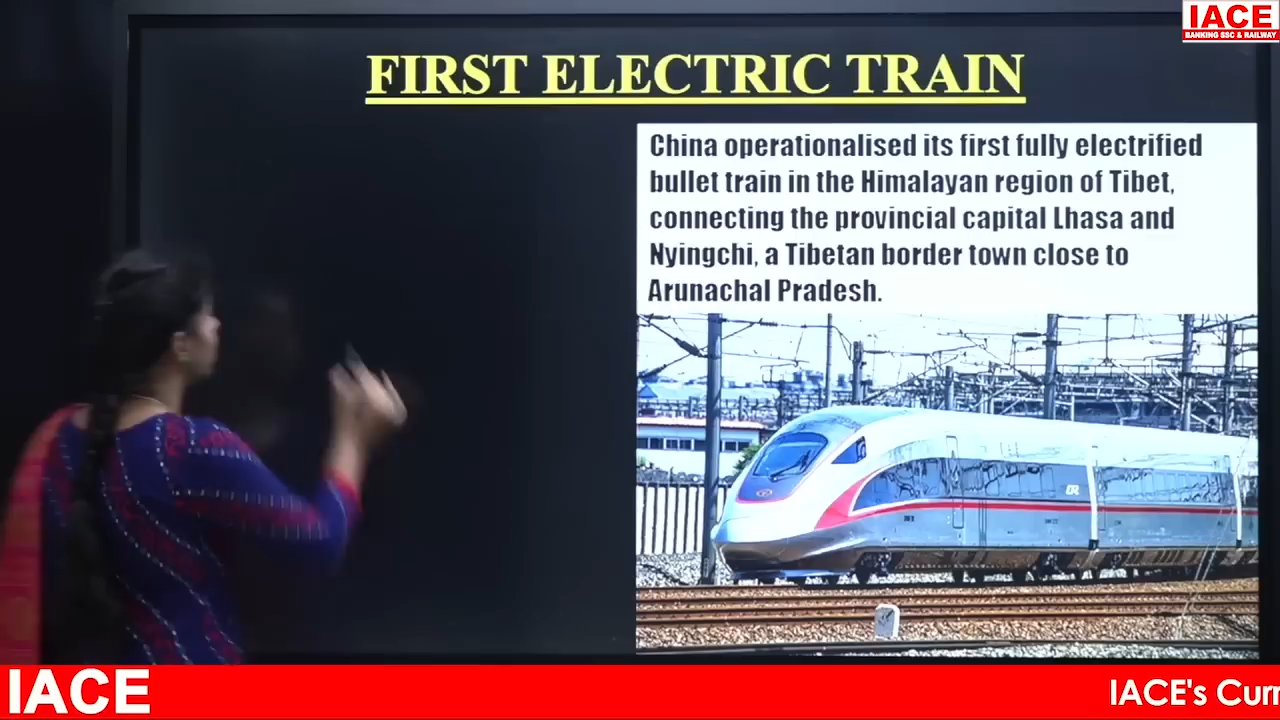 IACE
BANKING SSC & RAILWAY
FIRST ELECTRIC TRAIN
China operationalised its first fully electrified
bullet train in the Himalayan region of Tibet,
connecting the provincial capital Lhasa and
Nyingchi, a Tibetan border town close to
Arunachal Pradesh.
CR
IACE
IACE's Curr